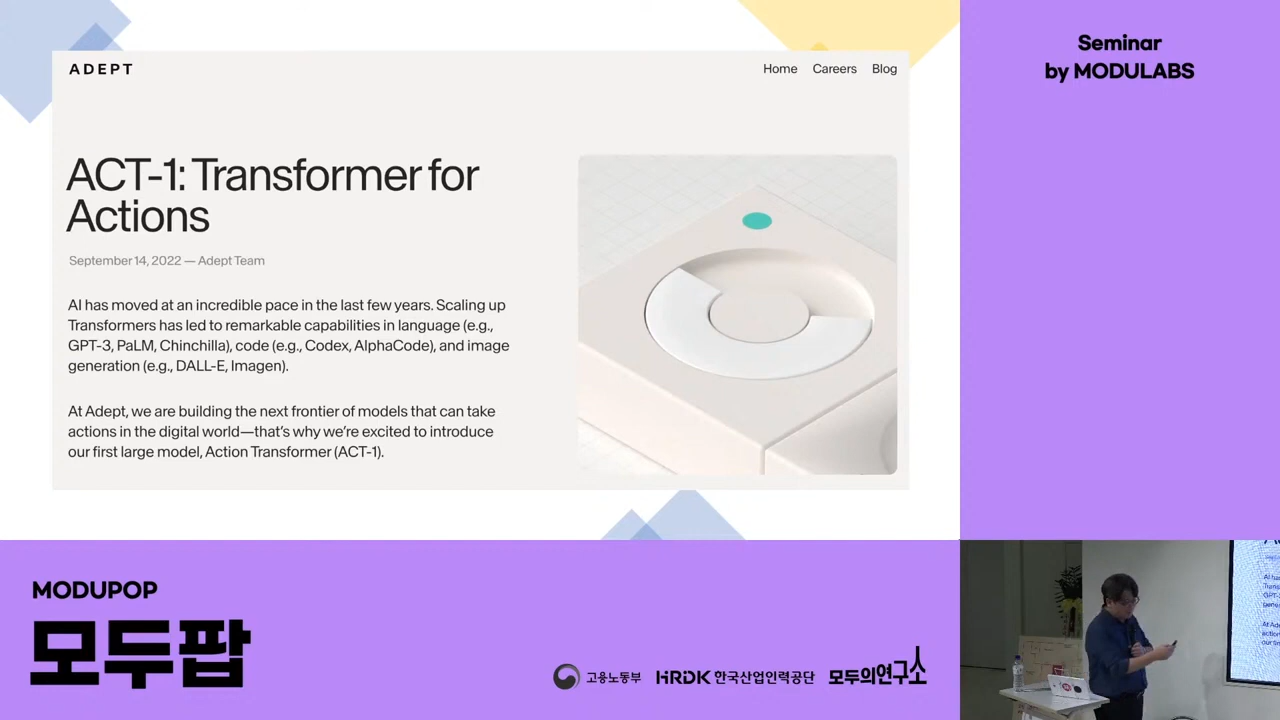 ADEPT
Home Careers Blog
ACT-1: Transformer for
Actions
September 14, 2022 — Adept Team
AI has moved at an incredible pace in the last few years. Scaling up
Transformers has led to remarkable capabilities in language (e.g.,
GPT-3, PaLM, Chinchilla), code (e.g., Codex, AlphaCode), and image
generation (e.g., DALL-E, Imagen).
At Adept, we are building the next frontier of models that can take
actions in the digital world—that's why we're excited to introduce
our first large model, Action Transformer (ACT-1).
Seminar
by MODULABS
MODUPOP
모두팝
고용노동부 HRDK 한국산업인력공단 모두의연구소